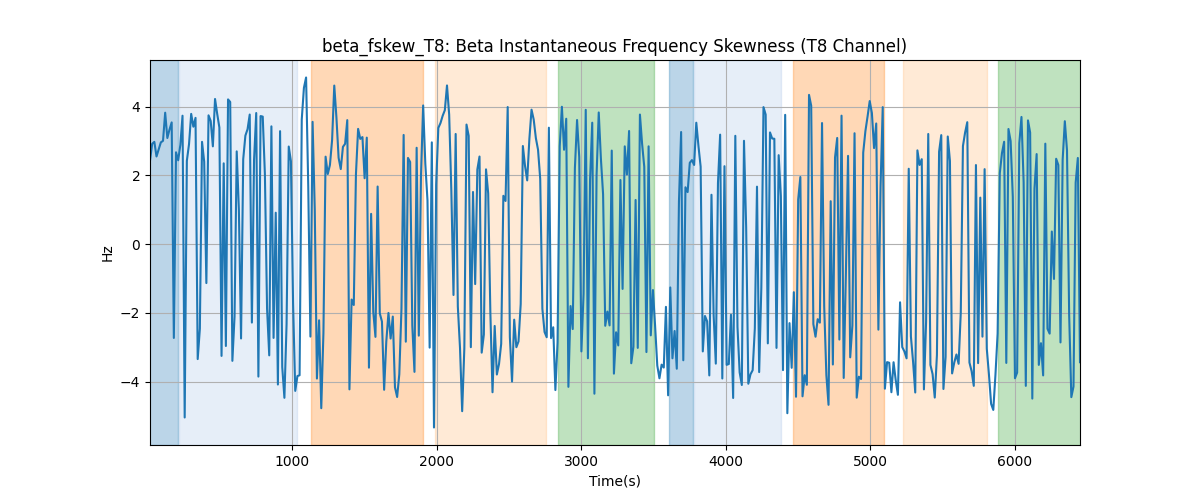 beta_fskew_T8: Beta Instantaneous Frequency Skewness (T8 Channel)
4
2
0
−2
−4
Hz
1000 2000 3000 4000 5000 6000
Time(s)